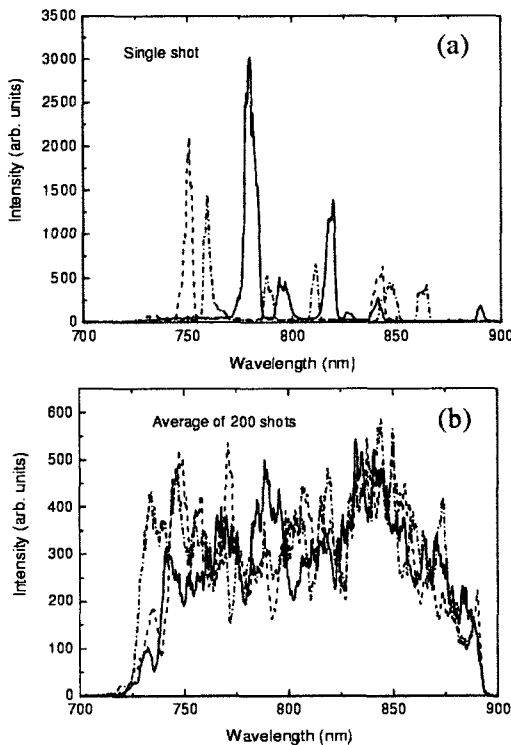 (a)
Single shot
Intensity (arb. units)
3500
3000
2500
2000
1500
1000
500
0
700 750 800 850 900
Wavelength (nm)
(b)
Average of 200 shots
Intensity (arb. units)
600
500
400
300
200
100
0
700 750 800 850 900
Wavelength (nm)